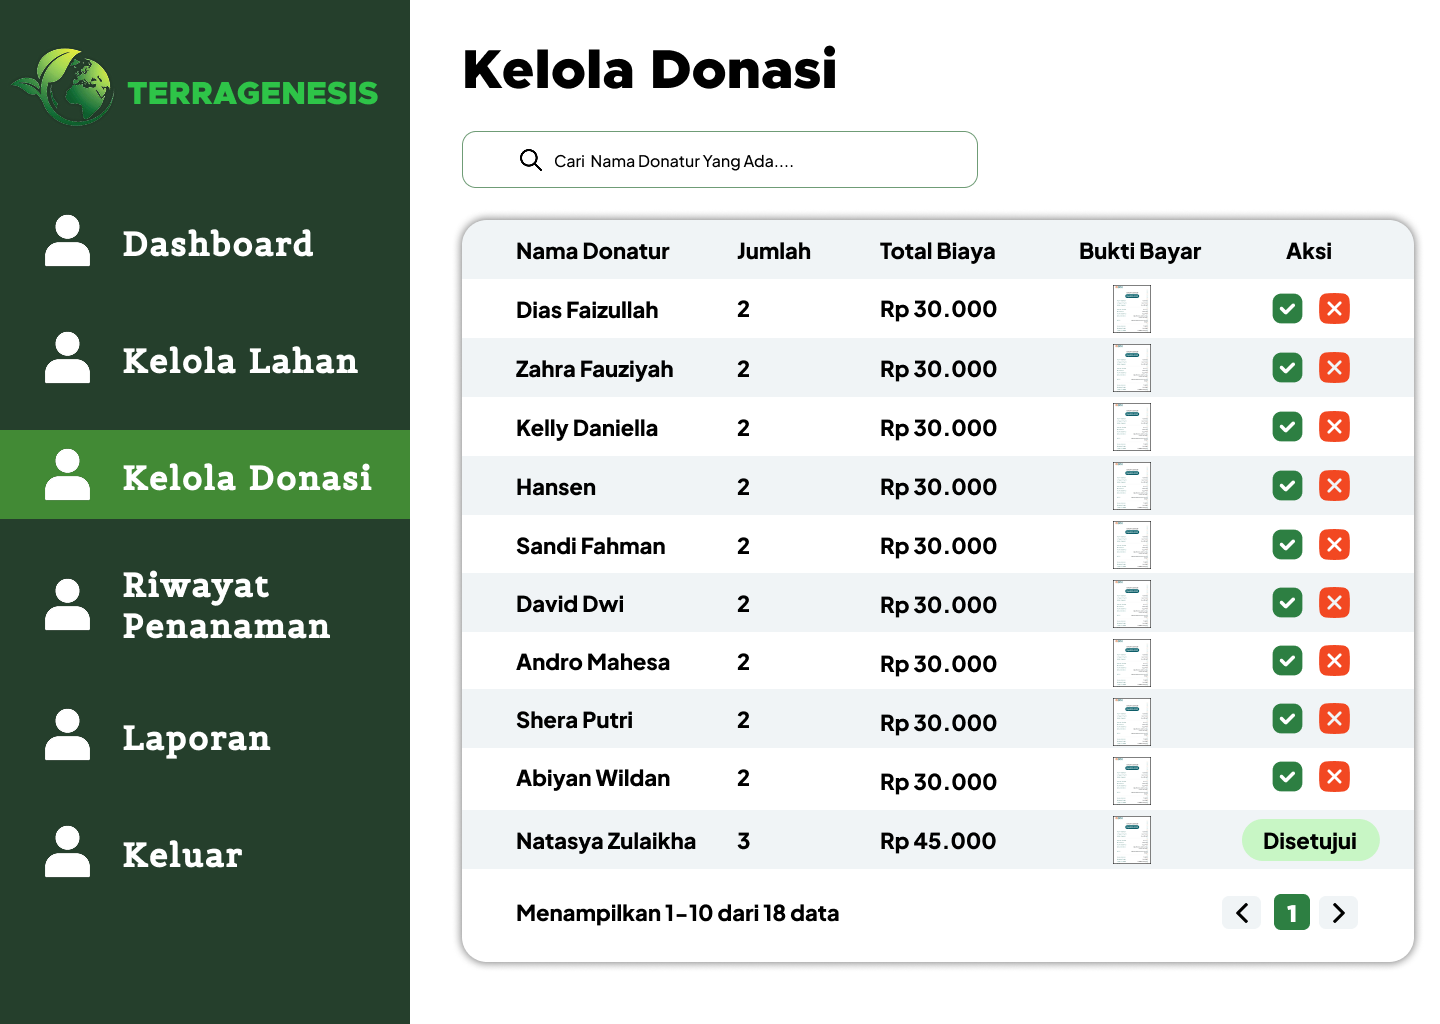 TERRAGENESIS
Dashboard
Kelola Lahan
Kelola Donasi
Riwayat
Penanaman
Laporan
Keluar
Kelola Donasi
Cari Nama Donatur Yang Ada....
Nama Donatur Jumlah Total Biaya Bukti Bayar Aksi
Dias Faizullah 2 Rp 30.000
Zahra Fauziyah 2 Rp 30.000
Kelly Daniella 2 Rp 30.000
Hansen 2 Rp 30.000
Sandi Fahman 2 Rp 30.000
David Dwi 2 Rp 30.000
Andro Mahesa 2 Rp 30.000
Shera Putri 2 Rp 30.000
Abiyan Wildan 2 Rp 30.000
Natasya Zulaikha 3 Rp 45.000 Disetujui
Menampilkan 1-10 dari 18 data 1